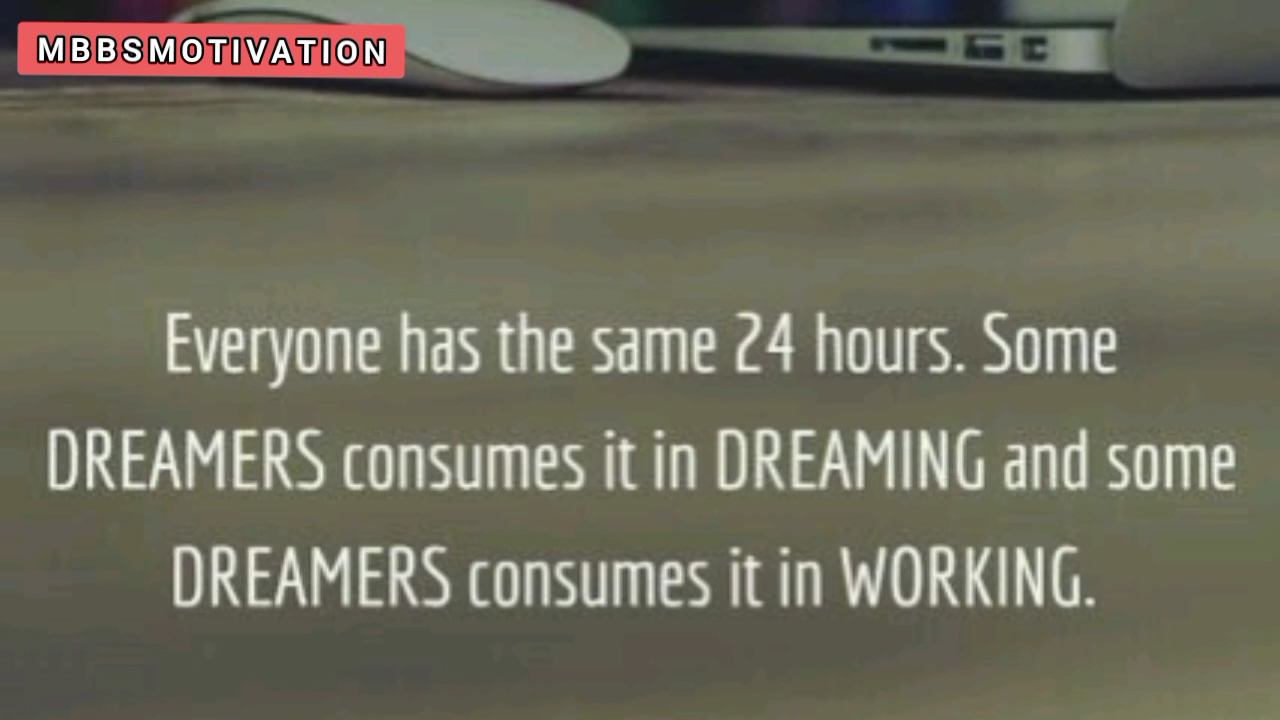 MBBSMOTIVATION
Everyone has the same 24 hours. Some
DREAMERS consumes it in DREAMING and some
DREAMERS consumes it in WORKING.